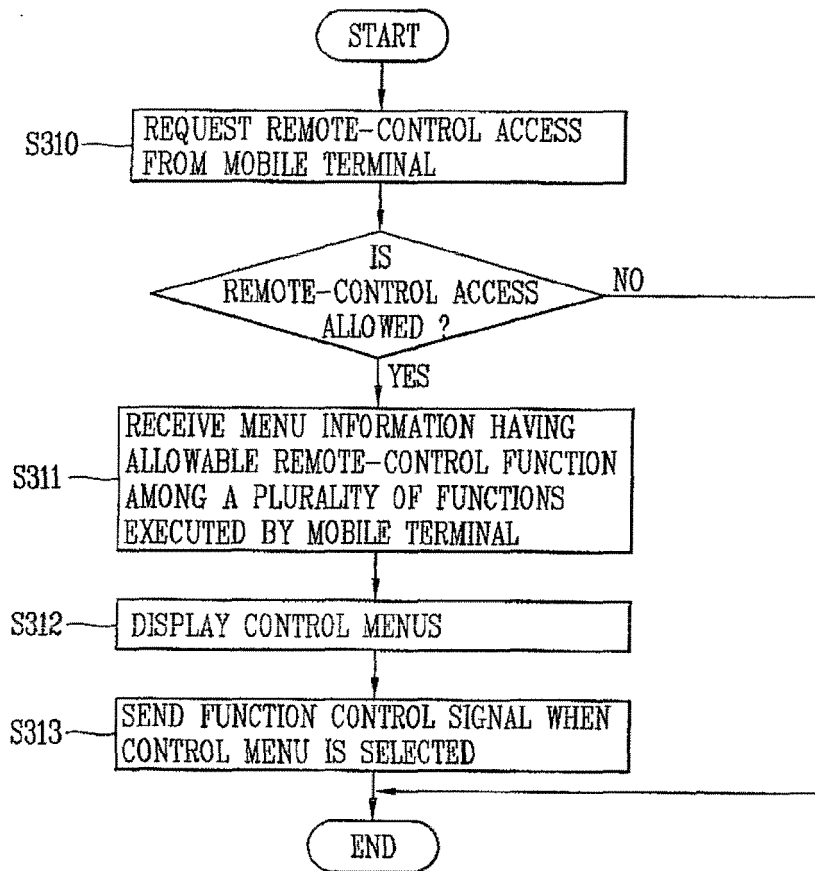 START
S310
REQUEST REMOTE-CONTROL ACCESS
FROM MOBILE TERMINAL
IS
REMOTE-CONTROL ACCESS
ALLOWED ?
NO
YES
S311
RECEIVE MENU INFORMATION HAVING
ALLOWABLE REMOTE-CONTROL FUNCTION
AMONG A PLURALITY OF FUNCTIONS
EXECUTED BY MOBILE TERMINAL
S312
DISPLAY CONTROL MENUS
S313
SEND FUNCTION CONTROL SIGNAL WHEN
CONTROL MENU IS SELECTED
END